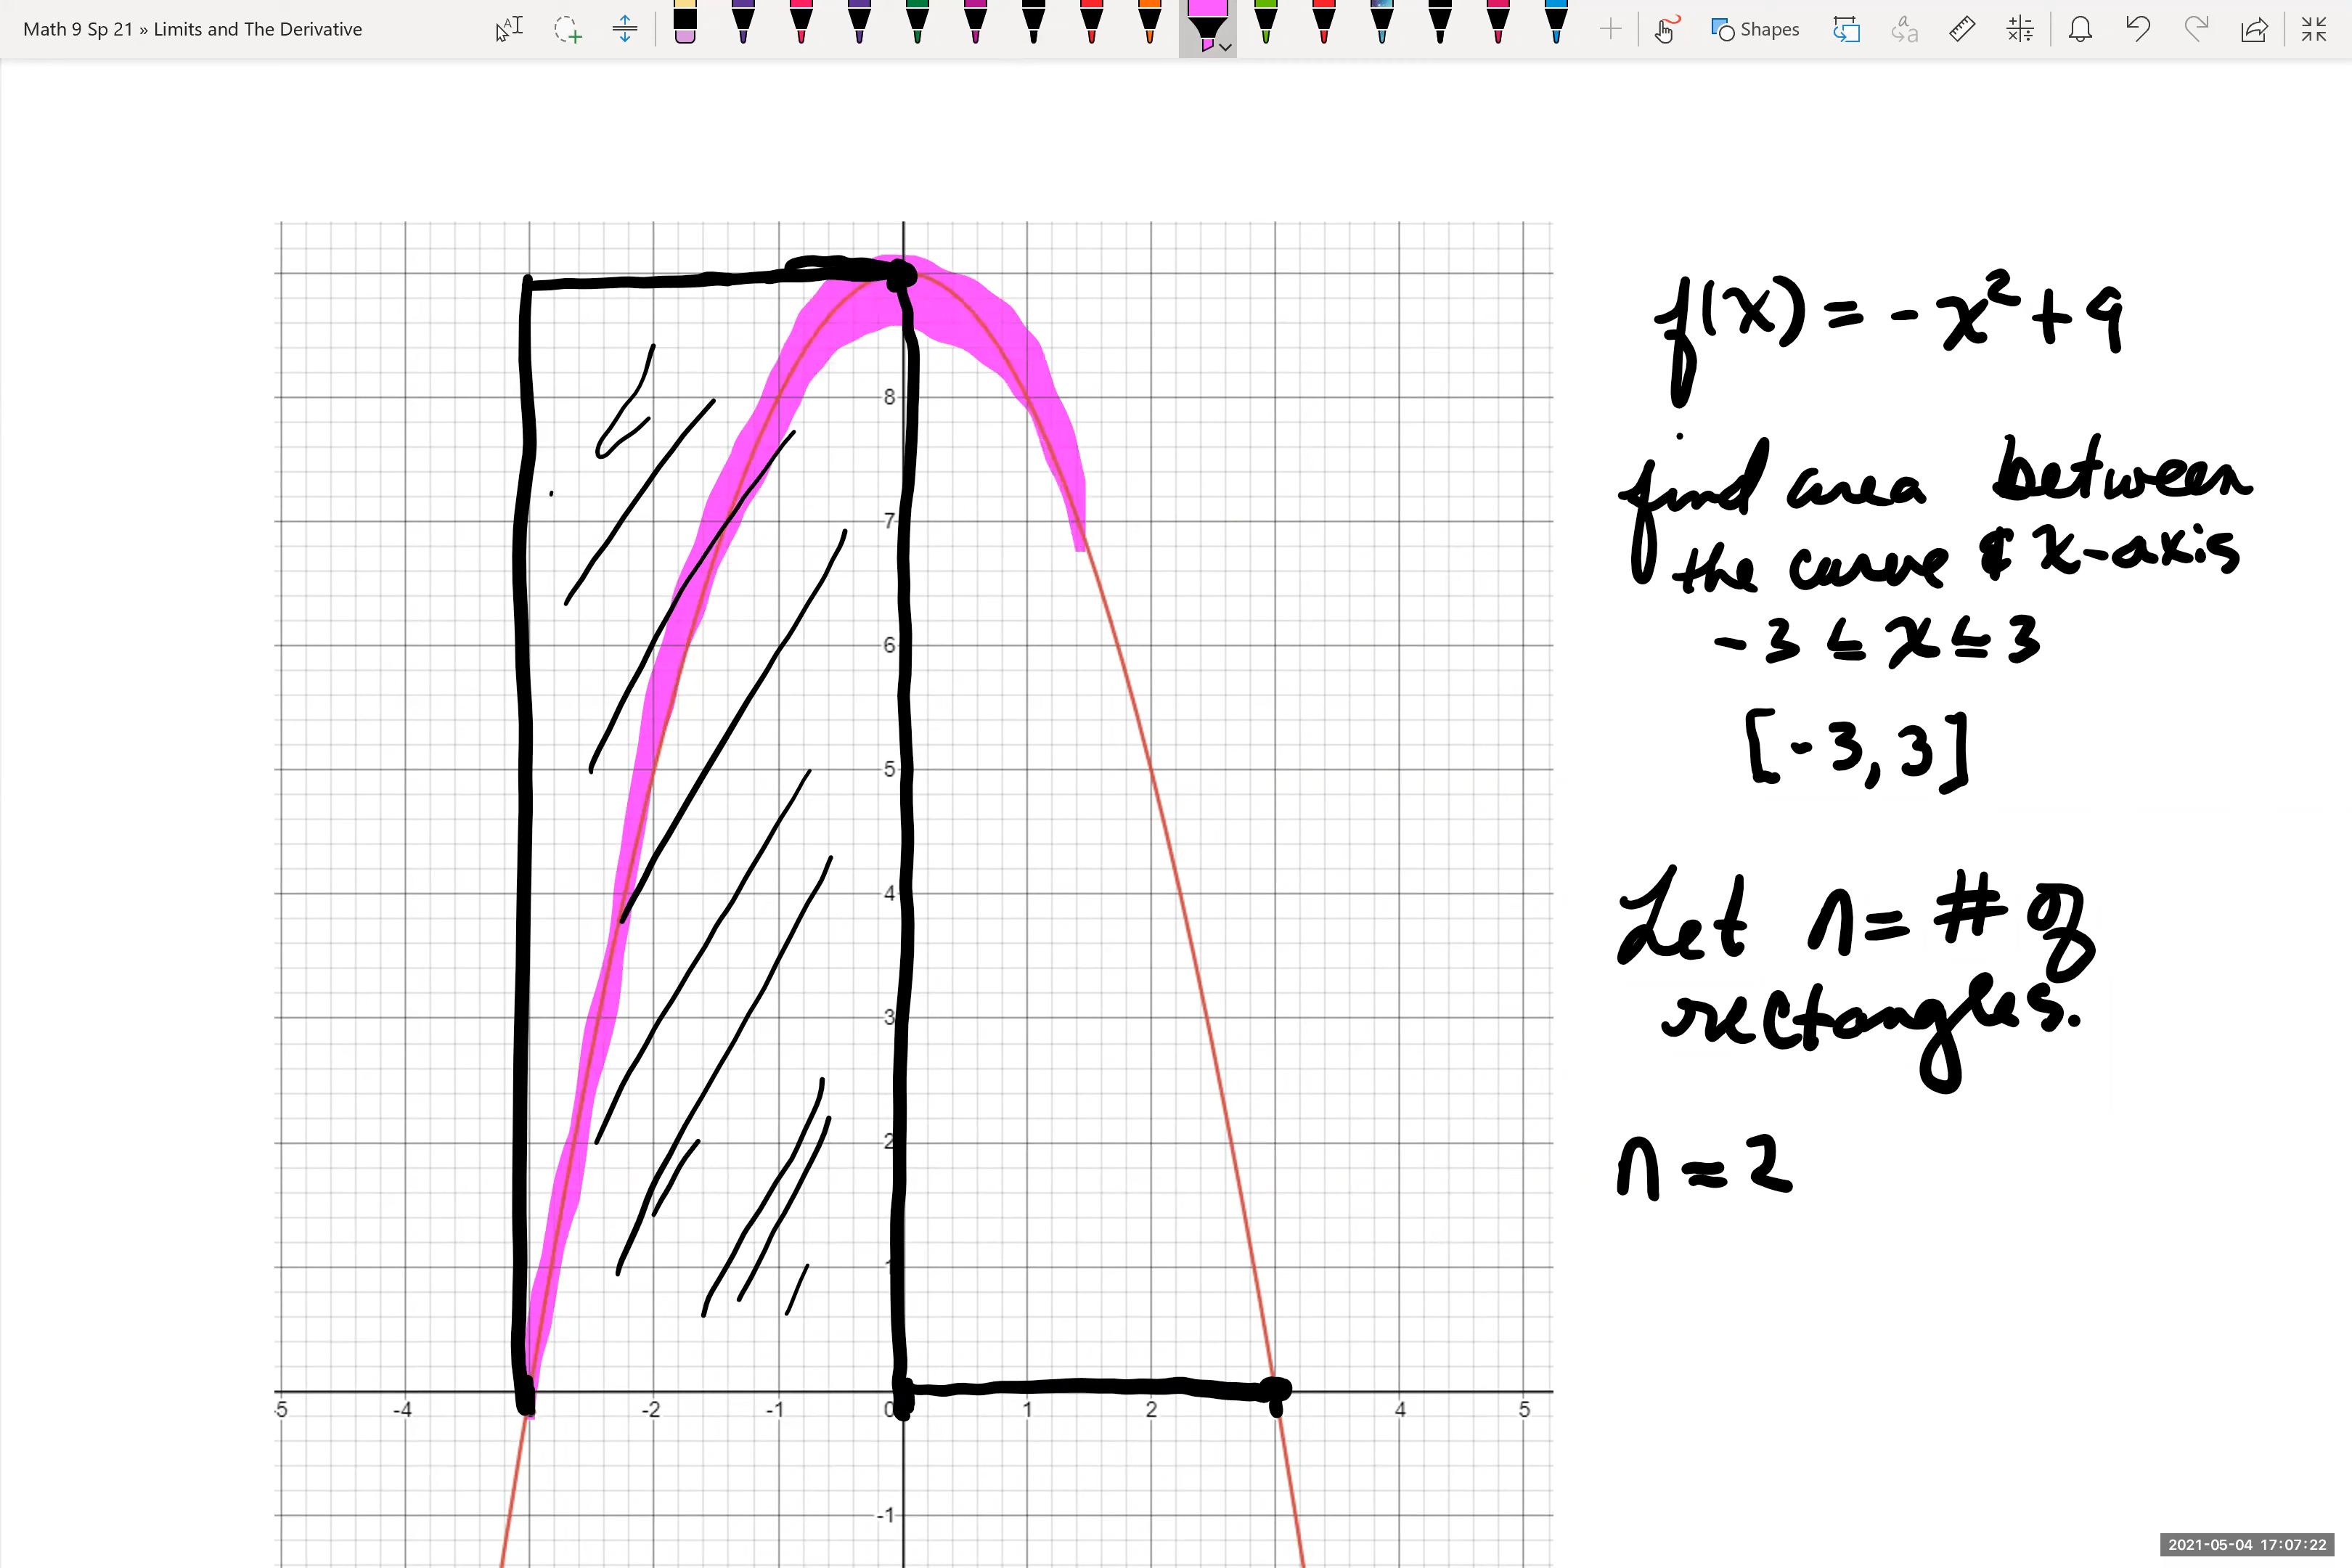 Math 9 Sp 21 » Limits and The Derivative
Shapes
f(x) = -x² + 9
find area between
the curve & x-axis
-3 ≤ x ≤ 3
[-3, 3]
Let n = # of
rectangles.
n = 2
8
7
6
5
4
3
2
1
-5 -4 -2 -1 0 1 2 4 5
-1
2021-05-04 17:07:22